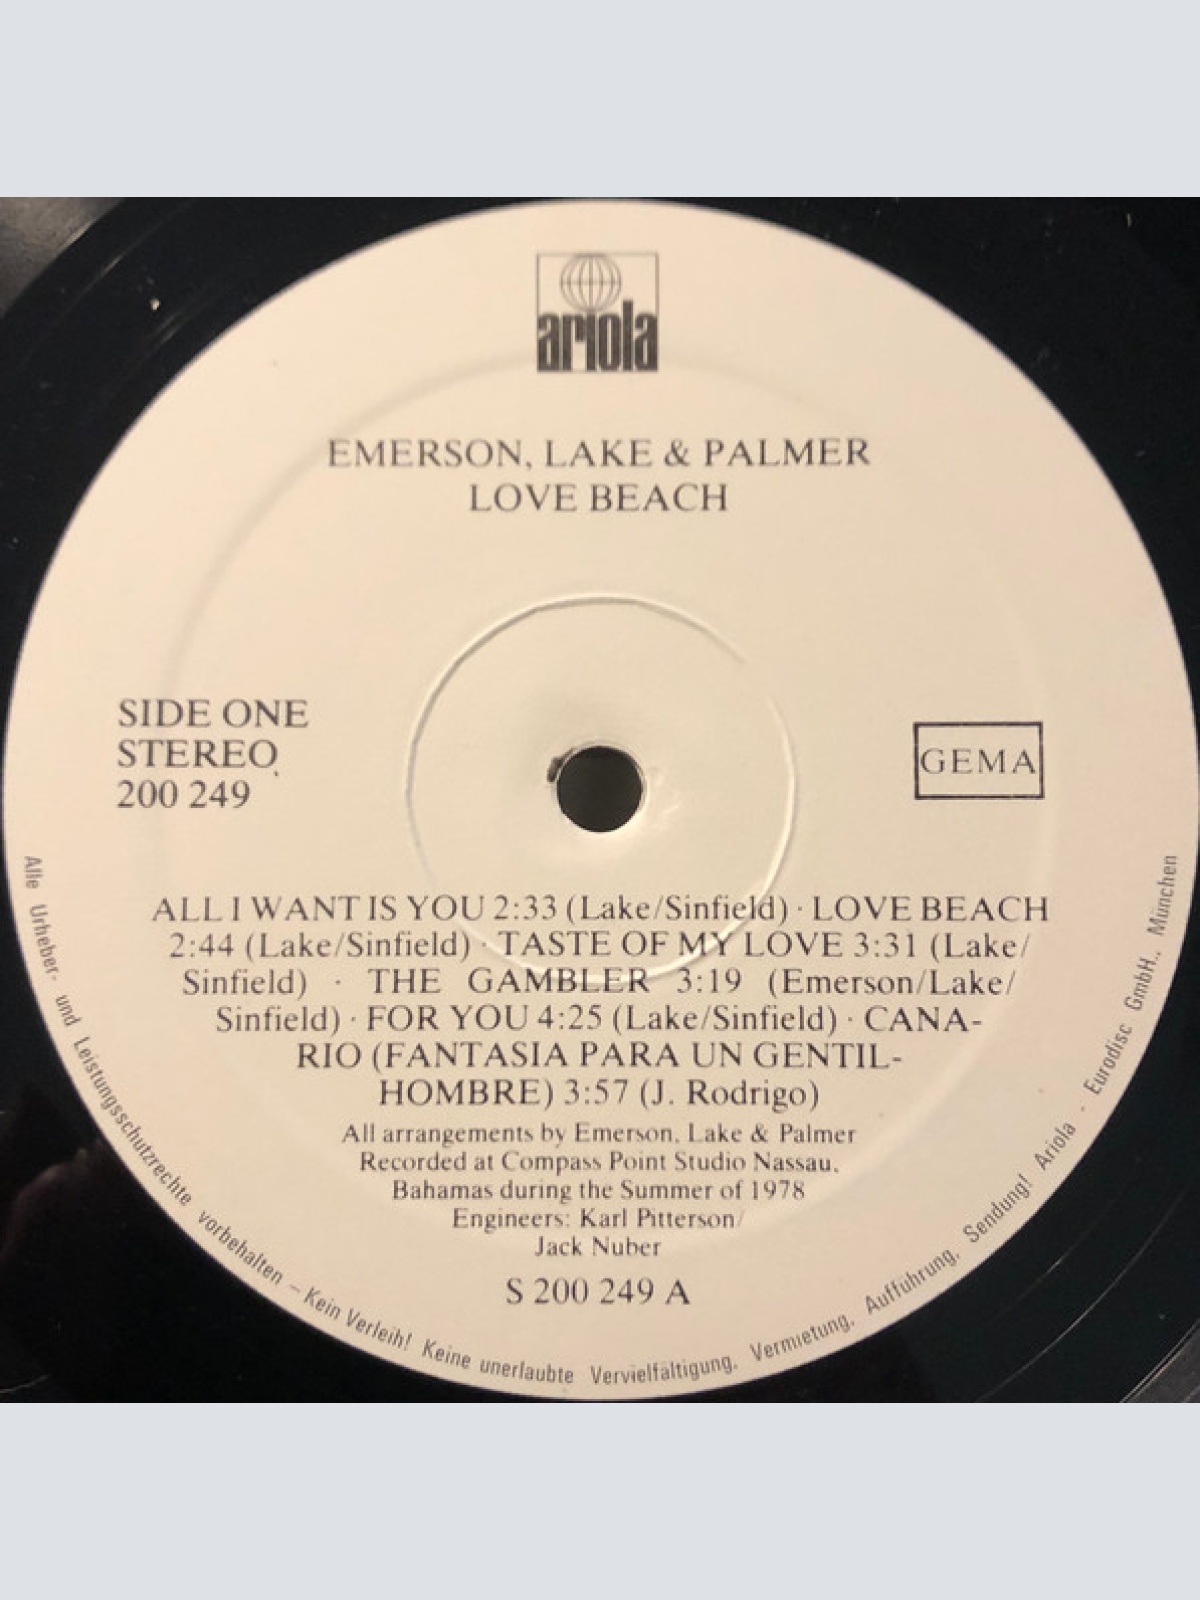 ariola
EMERSON, LAKE & PALMER
LOVE BEACH
SIDE ONE
STEREO
200 249
GEMA
ALL I WANT IS YOU 2:33 (Lake/Sinfield) · LOVE BEACH
2:44 (Lake/Sinfield) · TASTE OF MY LOVE 3:31 (Lake/
Sinfield) · THE GAMBLER 3:19 (Emerson/Lake/
Sinfield) · FOR YOU 4:25 (Lake/Sinfield) · CANA-
RIO (FANTASIA PARA UN GENTIL-
HOMBRE) 3:57 (J. Rodrigo)
All arrangements by Emerson, Lake & Palmer
Recorded at Compass Point Studio Nassau,
Bahamas during the Summer of 1978
Engineers: Karl Pitterson/
Jack Nuber
S 200 249 A
Alle Urheber- und Leistungsschutzrechte vorbehalten – Kein Verleih! Keine unerlaubte Vervielfältigung, Vermietung, Aufführung, Sendung! Ariola · Eurodisc GmbH., München